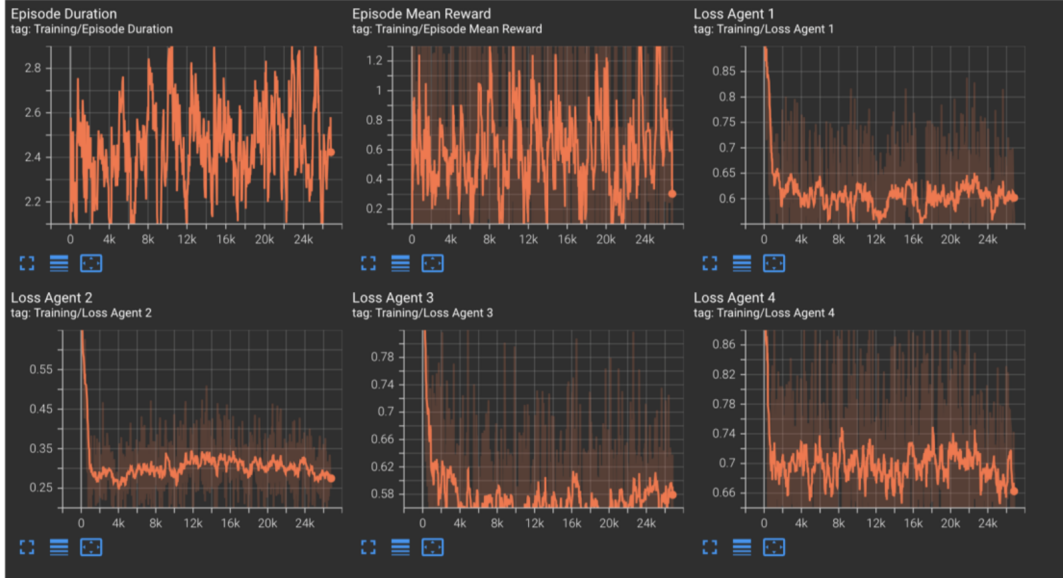 Episode Duration
tag: Training/Episode Duration
2.8
2.6
2.4
2.2
0 4k 8k 12k 16k 20k 24k
Episode Mean Reward
tag: Training/Episode Mean Reward
1.2
1
0.8
0.6
0.4
0.2
0 4k 8k 12k 16k 20k 24k
Loss Agent 1
tag: Training/Loss Agent 1
0.85
0.75
0.7
0.65
0.6
0 4k 8k 12k 16k 20k 24k
Loss Agent 2
tag: Training/Loss Agent 2
0.55
0.45
0.35
0.25
0 4k 8k 12k 16k 20k 24k
Loss Agent 3
tag: Training/Loss Agent 3
0.78
0.74
0.7
0.66
0.62
0.58
0 4k 8k 12k 16k 20k 24k
Loss Agent 4
tag: Training/Loss Agent 4
0.86
0.82
0.78
0.74
0.7
0.66
0 4k 8k 12k 16k 20k 24k